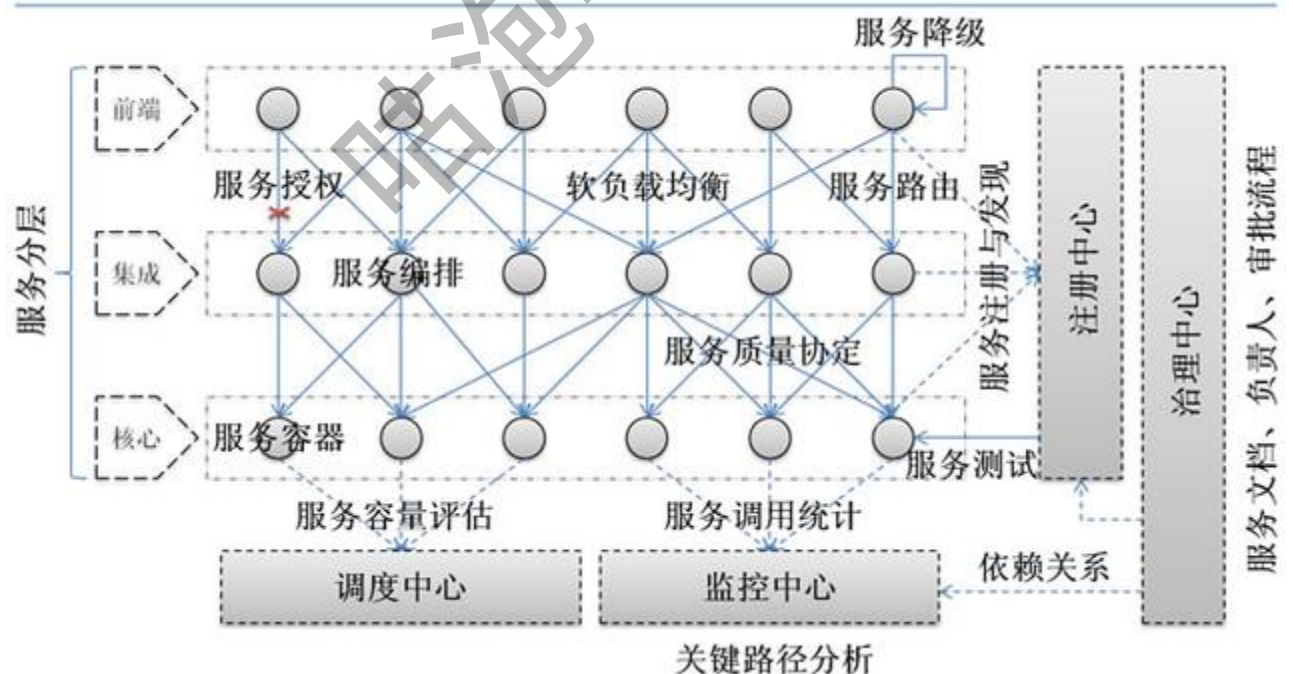 咕泡
服务降级
前端
服务授权
软负载均衡
服务路由
服务分层
集成
服务编排
服务注册与发现
注册中心
治理中心
服务文档、负责人、审批流程
服务质量协定
核心
服务容器
服务测试
服务容量评估
服务调用统计
调度中心
监控中心
依赖关系
关键路径分析